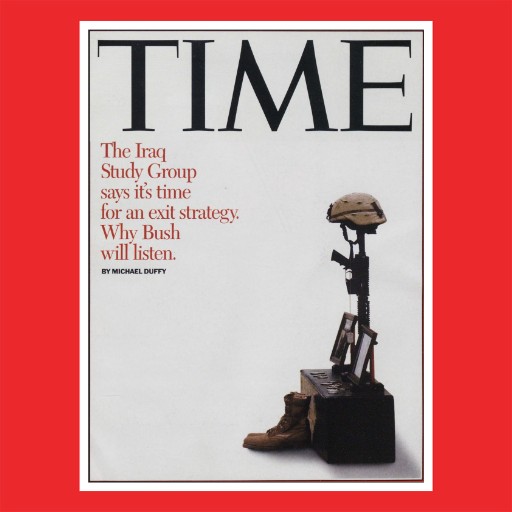 TIME
The Iraq
Study Group
says it's time
for an exit strategy.
Why Bush
will listen.
BY MICHAEL DUFFY